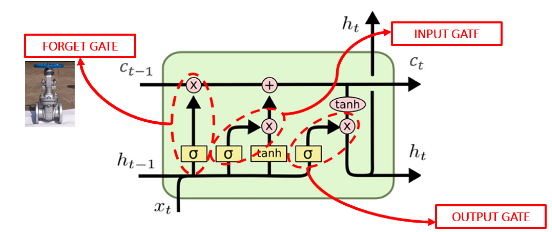 h_t
INPUT GATE
FORGET GATE
c_{t-1}
c_t
x
+
tanh
x
x
σ
σ
tanh
σ
h_{t-1}
h_t
x_t
OUTPUT GATE